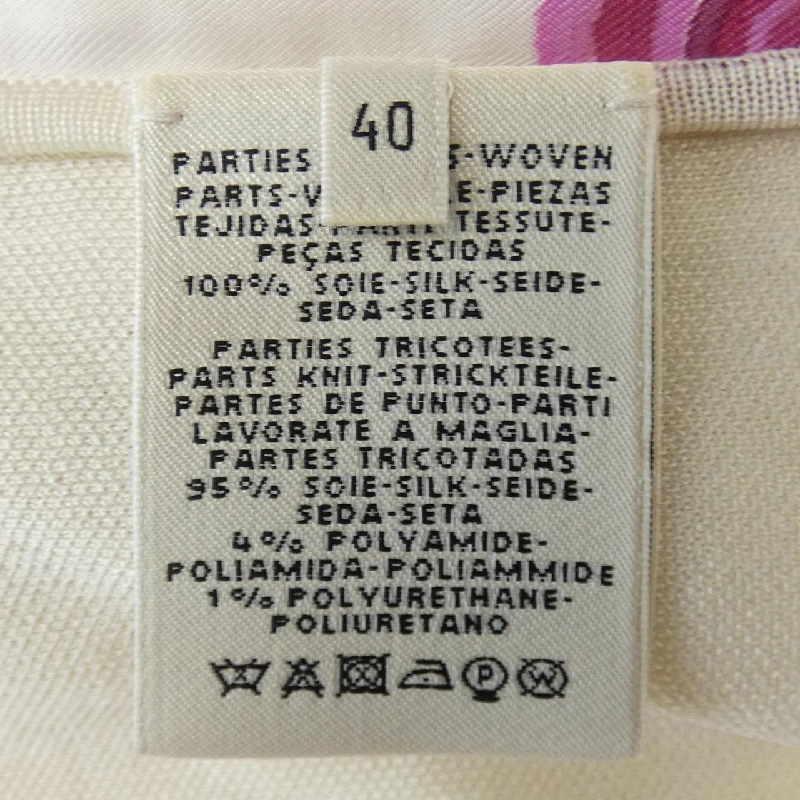 40
PARTIES S-WOVEN
PARTS-V E-PIEZAS
TEJIDAS-PARTI TESSUTE-
PEÇAS TECIDAS
100% SOIE-SILK-SEIDE-
SEDA-SETA
PARTIES TRICOTEES-
PARTS KNIT-STRICKTEILE-
PARTES DE PUNTO-PARTI
LAVORATE A MAGLIA-
PARTES TRICOTADAS
95% SOIE-SILK-SEIDE-
SEDA-SETA
4% POLYAMIDE-
POLIAMIDA-POLIAMMIDE
1% POLYURETHANE-
POLIURETANO
P W